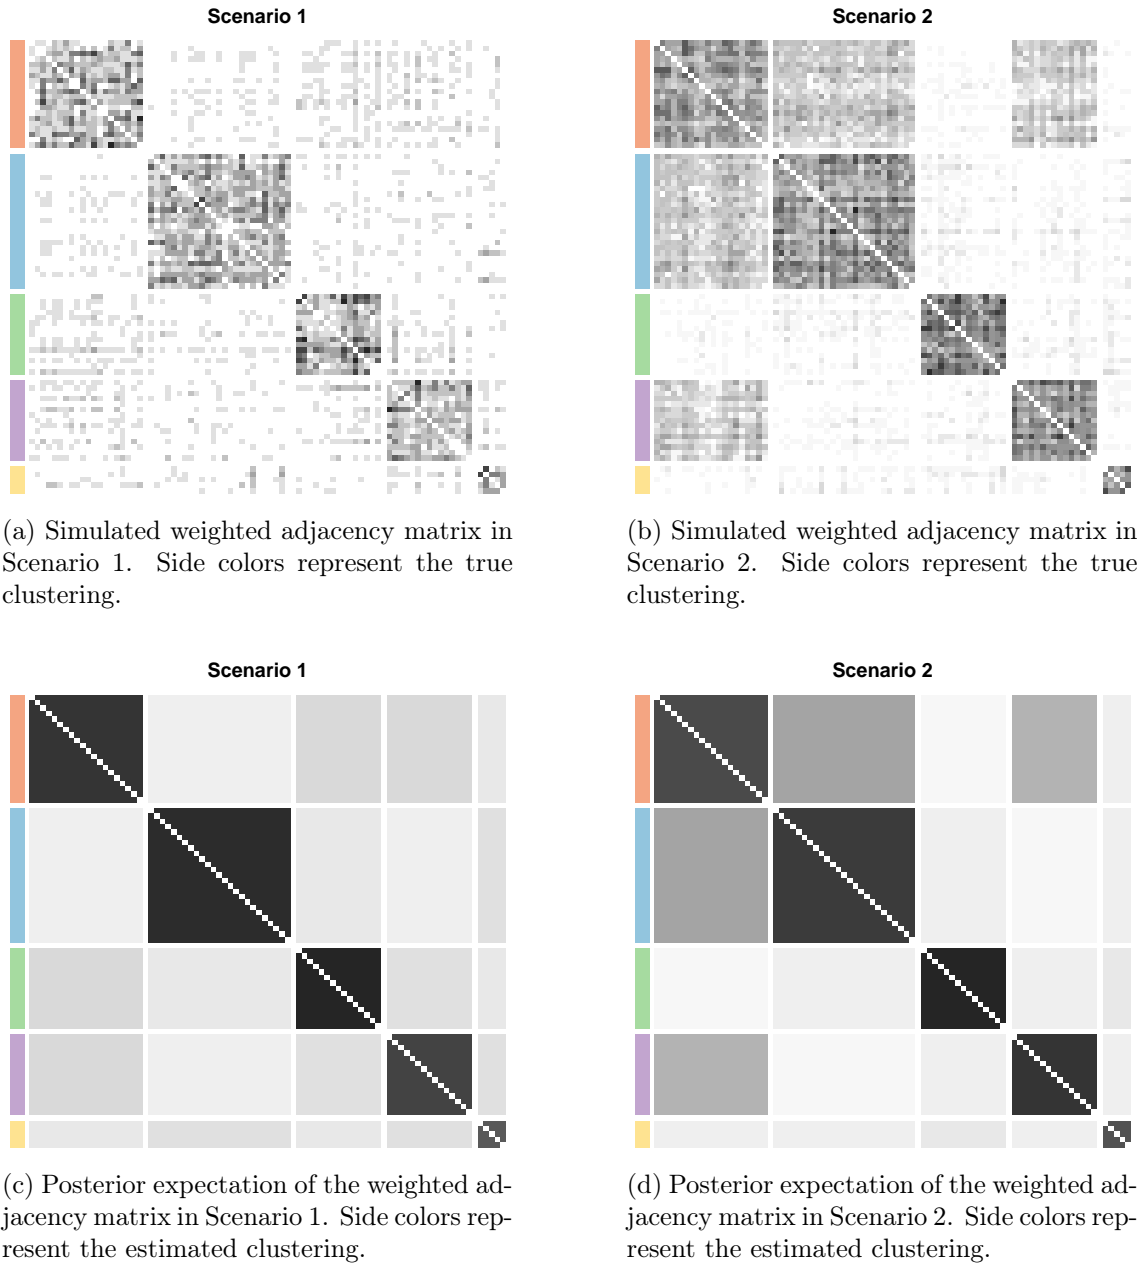 Scenario 1
Scenario 2
(a) Simulated weighted adjacency matrix in
Scenario 1. Side colors represent the true
clustering.
(b) Simulated weighted adjacency matrix in
Scenario 2. Side colors represent the true
clustering.
Scenario 1
Scenario 2
(c) Posterior expectation of the weighted ad-
jacency matrix in Scenario 1. Side colors rep-
resent the estimated clustering.
(d) Posterior expectation of the weighted ad-
jacency matrix in Scenario 2. Side colors rep-
resent the estimated clustering.